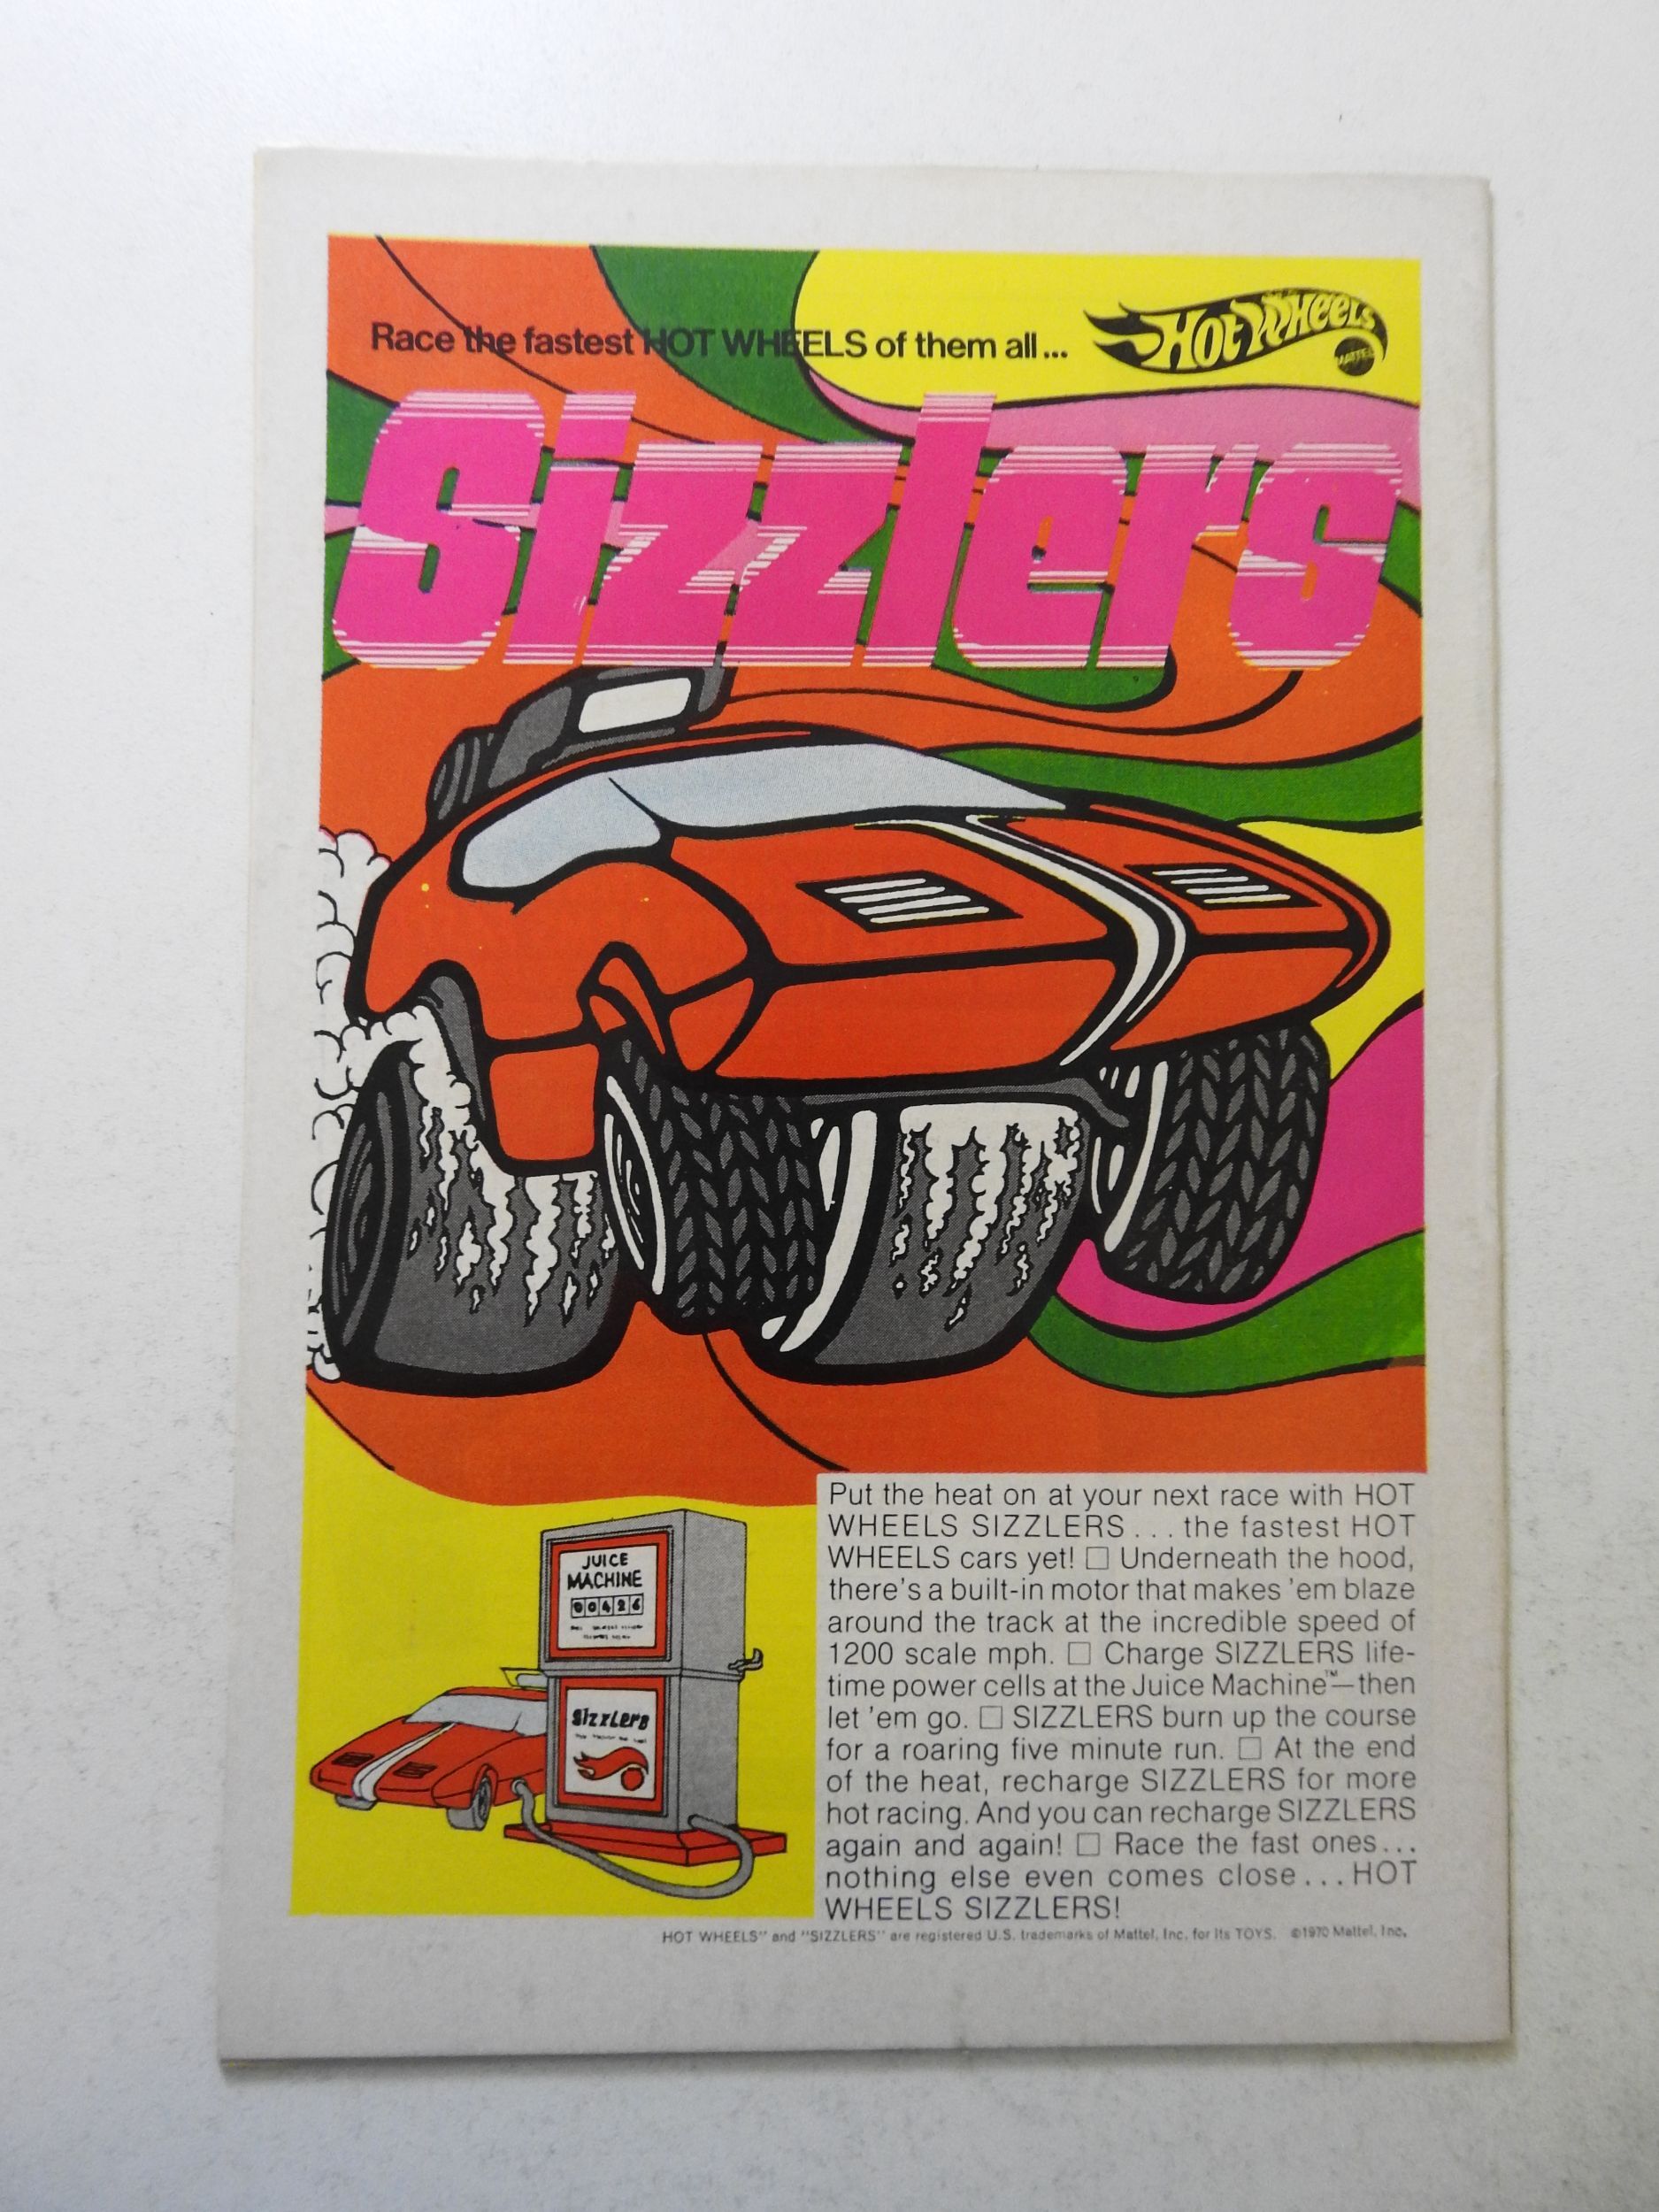 Race the fastest HOT WHEELS of them all...
Hot Wheels
MATTEL
Sizzlers
Put the heat on at your next race with HOT
WHEELS SIZZLERS... the fastest HOT
WHEELS cars yet! □ Underneath the hood,
there's a built-in motor that makes 'em blaze
around the track at the incredible speed of
1200 scale mph. □ Charge SIZZLERS life-
time power cells at the Juice Machine™—then
let 'em go. □ SIZZLERS burn up the course
for a roaring five minute run. □ At the end
of the heat, recharge SIZZLERS for more
hot racing. And you can recharge SIZZLERS
again and again! □ Race the fast ones...
nothing else even comes close...HOT
WHEELS SIZZLERS!
JUICE
MACHINE
00426
Sizzlers
HOT WHEELS" and "SIZZLERS" are registered U.S. trademarks of Mattel, Inc. for its TOYS. ©1970 Mattel, Inc.